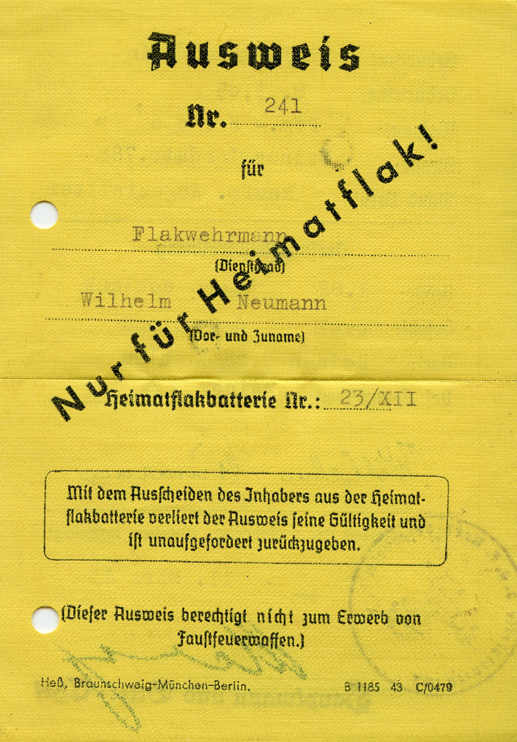 Ausweis
Nr. 241
für
Flakwehrmann
(Dienstgrad)
Wilhelm Neumann
(Vor- und Zuname)
Nur für Heimatflak!
Heimatflakbatterie Nr.: 23/XII
Mit dem Ausscheiden des Inhabers aus der Heimat-
flakbatterie verliert der Ausweis seine Gültigkeit und
ist unaufgefordert zurückzugeben.
(Dieser Ausweis berechtigt nicht zum Erwerb von
Faustfeuerwaffen.)
Heß, Braunschweig-München-Berlin. B 1185 43 C/0479